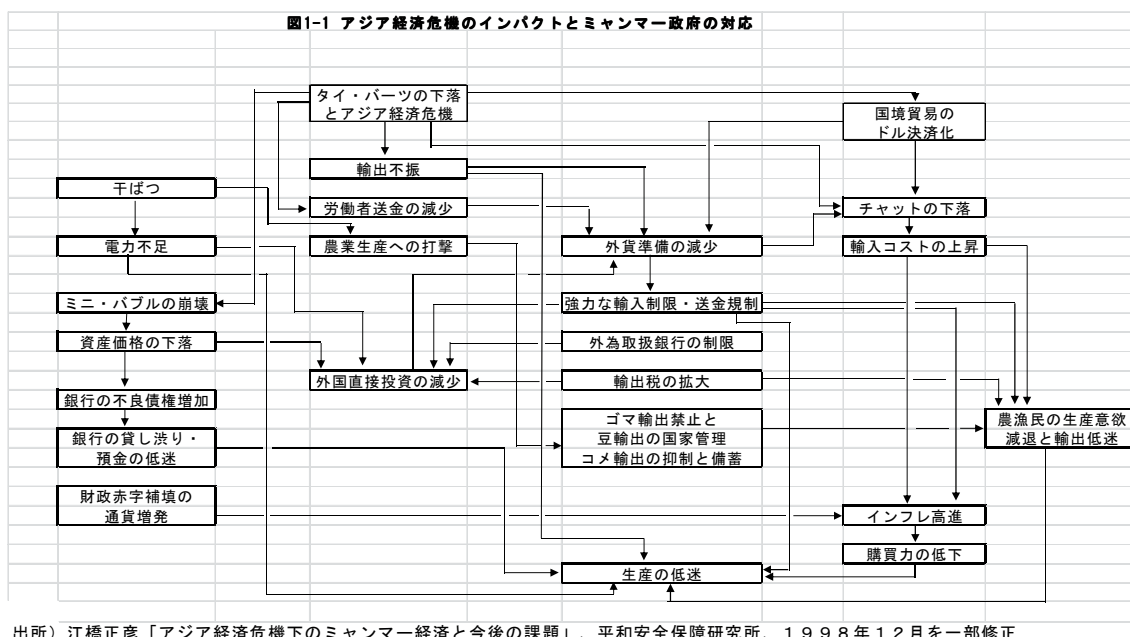 図1-1 アジア経済危機のインパクトとミャンマー政府の対応
タイ・バーツの下落
とアジア経済危機
国境貿易の
ドル決済化
輸出不振
干ばつ
労働者送金の減少
チャットの下落
電力不足
農業生産への打撃
外貨準備の減少
輸入コストの上昇
ミニ・バブルの崩壊
強力な輸入制限・送金規制
資産価格の下落
外為取扱銀行の制限
外国直接投資の減少
輸出税の拡大
銀行の不良債権増加
ゴマ輸出禁止と
豆輸出の国家管理
コメ輸出の抑制と備蓄
農漁民の生産意欲
減退と輸出低迷
銀行の貸し渋り・
預金の低迷
財政赤字補填の
通貨増発
インフレ高進
購買力の低下
生産の低迷
出所）江橋正彦「アジア経済危機下のミャンマー経済と今後の課題」、平和安全保障研究所、１９９８年１２月を一部修正